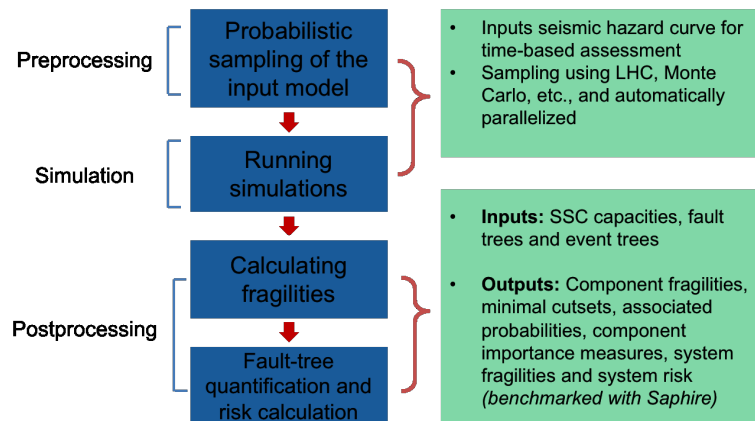 Preprocessing
Probabilistic
sampling of the
input model
• Inputs seismic hazard curve for
time-based assessment
• Sampling using LHC, Monte
Carlo, etc., and automatically
parallelized
Simulation
Running
simulations
Postprocessing
Calculating
fragilities
Fault-tree
quantification and
risk calculation
• Inputs: SSC capacities, fault
trees and event trees
• Outputs: Component fragilities,
minimal cutsets, associated
probabilities, component
importance measures, system
fragilities and system risk
(benchmarked with Saphire)